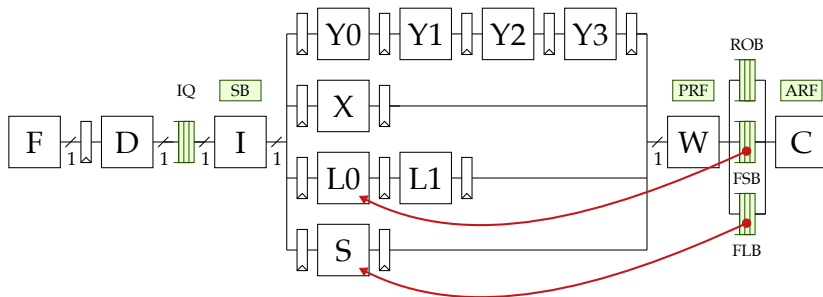 Y0 Y1 Y2 Y3
ROB
IQ SB X PRF ARF
F 1 D 1 1 I 1 1 W C
L0 L1 FSB
S FLB